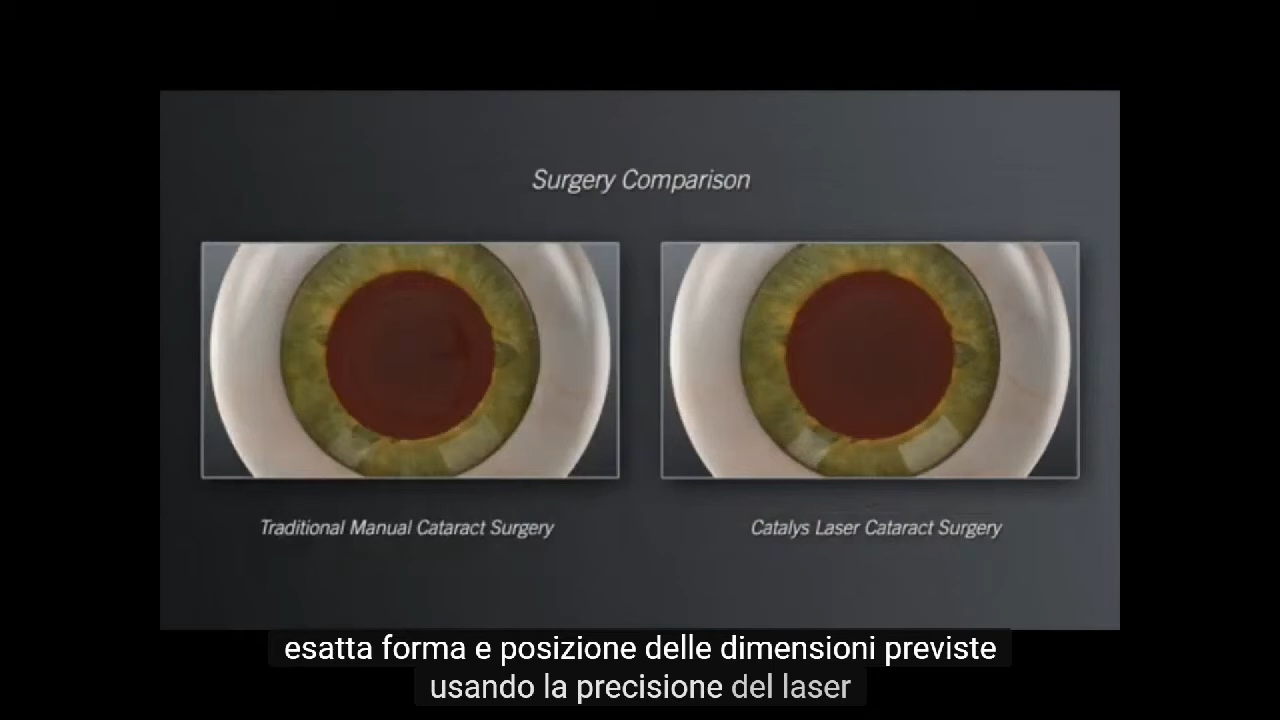 Surgery Comparison
Traditional Manual Cataract Surgery
Catalys Laser Cataract Surgery
esatta forma e posizione delle dimensioni previste
usando la precisione del laser